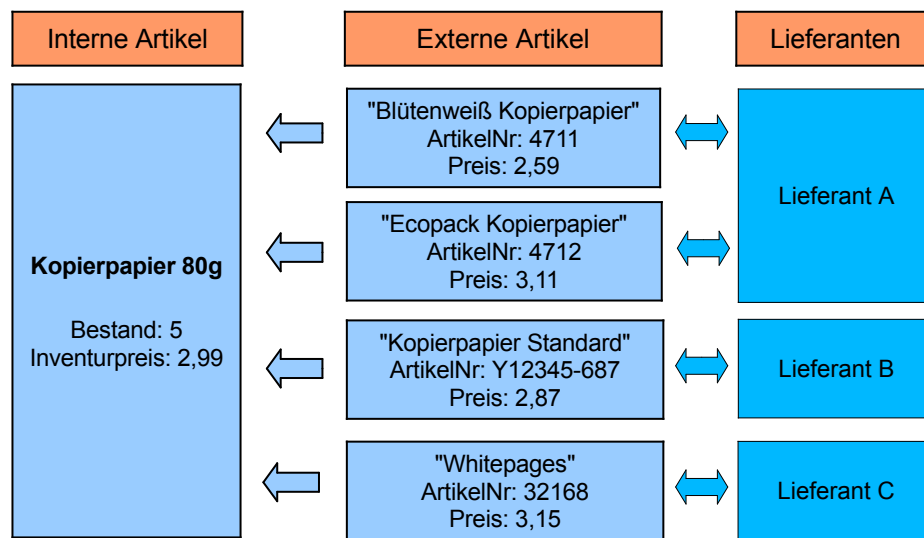 Interne Artikel
Externe Artikel
Lieferanten
Kopierpapier 80g
Bestand: 5
Inventurpreis: 2,99
"Blütenweiß Kopierpapier"
ArtikelNr: 4711
Preis: 2,59
"Ecopack Kopierpapier"
ArtikelNr: 4712
Preis: 3,11
"Kopierpapier Standard"
ArtikelNr: Y12345-687
Preis: 2,87
"Whitepages"
ArtikelNr: 32168
Preis: 3,15
Lieferant A
Lieferant B
Lieferant C